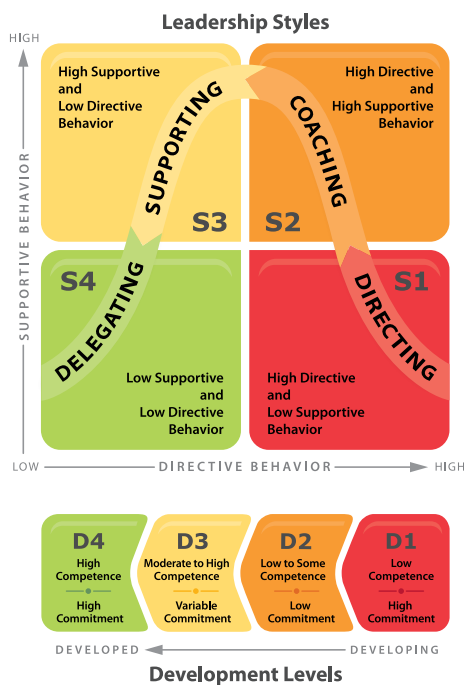 Leadership Styles
HIGH
SUPPORTIVE BEHAVIOR
High Supportive
and
Low Directive
Behavior
SUPPORTING
S3
High Directive
and
High Supportive
Behavior
COACHING
S2
S4
DELEGATING
Low Supportive
and
Low Directive
Behavior
S1
DIRECTING
High Directive
and
Low Supportive
Behavior
LOW
DIRECTIVE BEHAVIOR
HIGH
D4
High
Competence
High
Commitment
D3
Moderate to High
Competence
Variable
Commitment
D2
Low to Some
Competence
Low
Commitment
D1
Low
Competence
High
Commitment
DEVELOPED
DEVELOPING
Development Levels